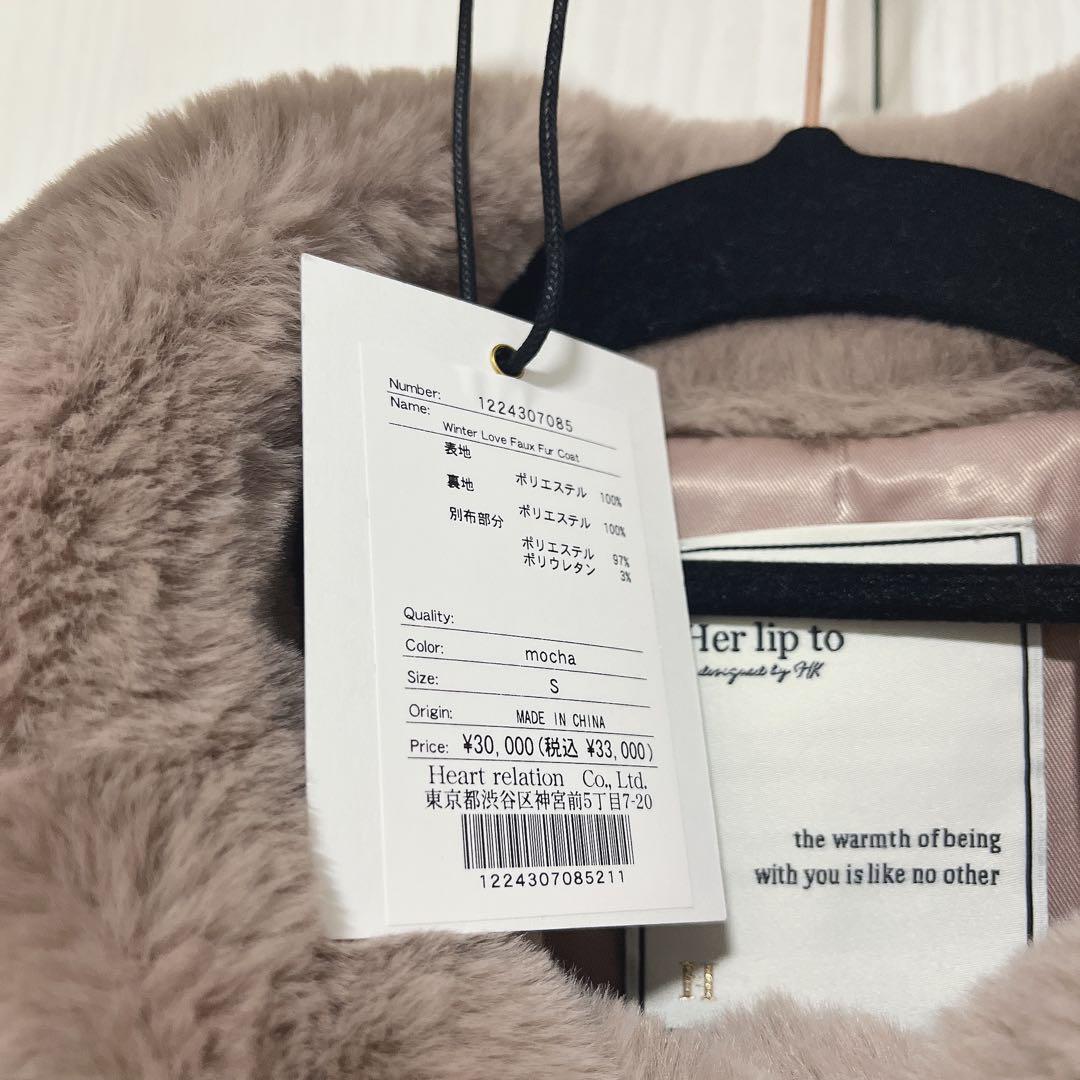 Number: 1224307085
Name: Winter Love Faux Fur Coat
表地
ポリエステル 100%
裏地
ポリエステル 100%
別布部分
ポリエステル 97%
ポリウレタン 3%
Quality:
Color: mocha
Size: S
Origin: MADE IN CHINA
Price: ¥30,000(税込 ¥33,000)
Heart relation Co., Ltd.
東京都渋谷区神宮前5丁目7-20
1224307085211
Her lip to
designed by HK
the warmth of being
with you is like no other
H